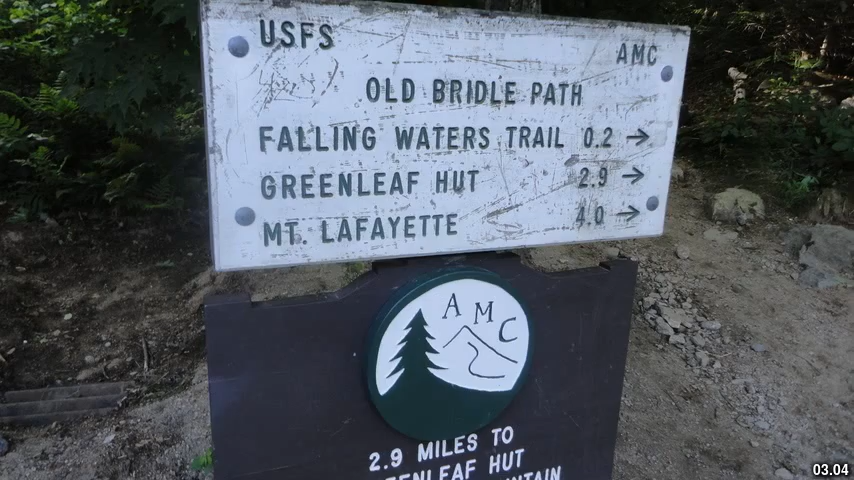 USFS
AMC
OLD BRIDLE PATH
FALLING WATERS TRAIL 0.2 →
GREENLEAF HUT 2.9 →
MT. LAFAYETTE 4.0 →
AMC
2.9 MILES TO
HUT
03.04